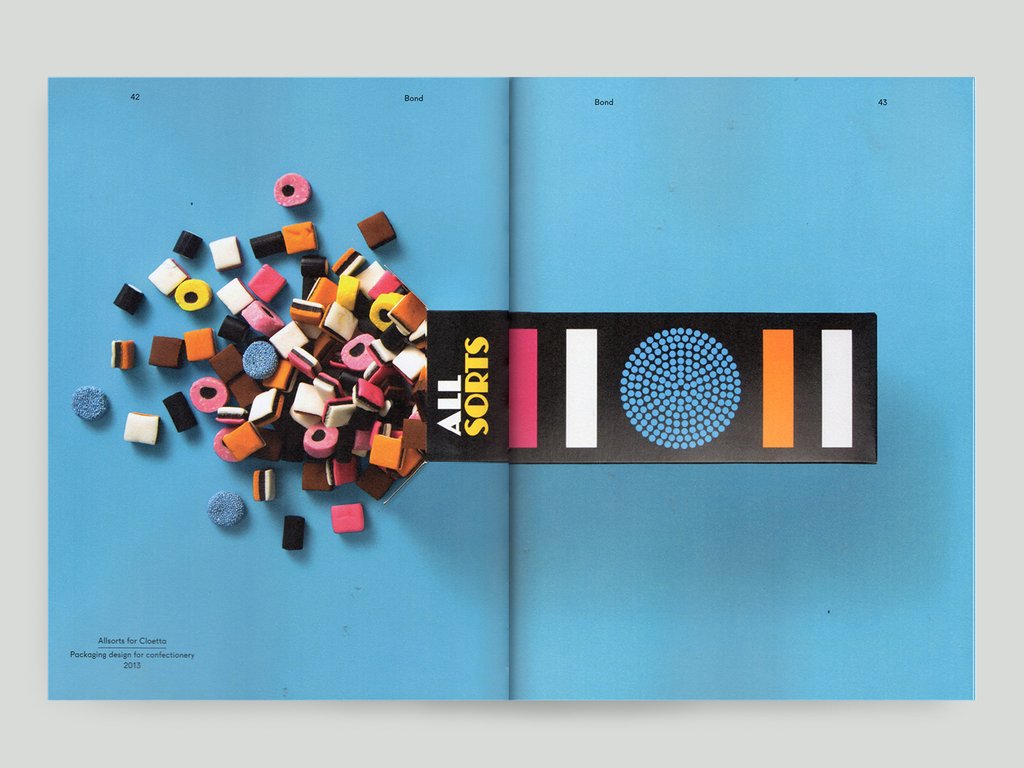 42
Bond
Bond
43
ALL
SORTS
Allsorts for Cloetta
Packaging design for confectionery
2013